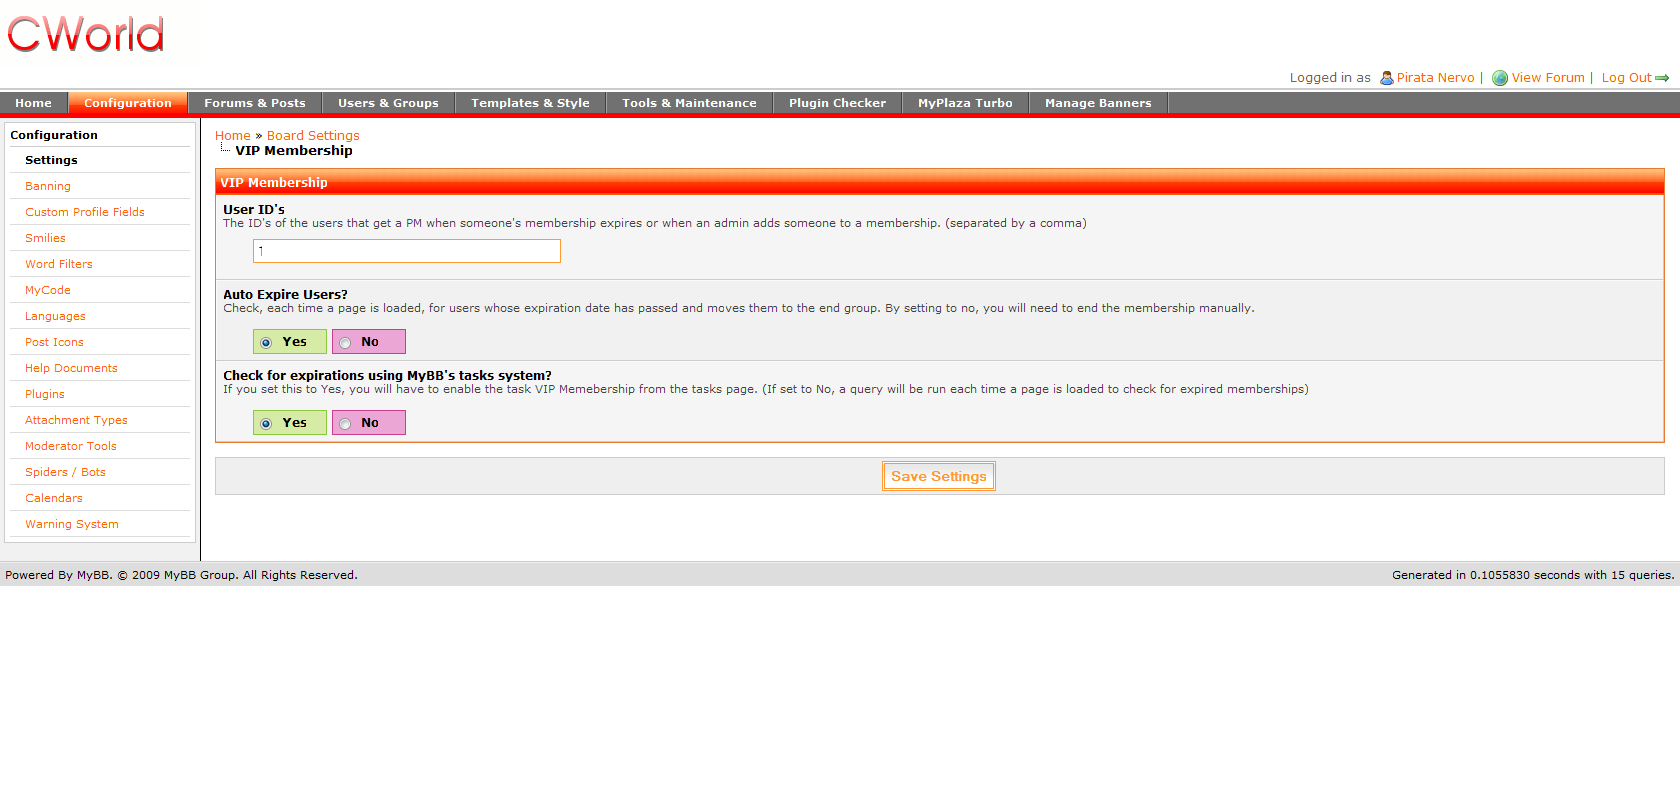 CWorld
Logged in as Pirata Nervo | View Forum | Log Out
Home Configuration Forums & Posts Users & Groups Templates & Style Tools & Maintenance Plugin Checker MyPlaza Turbo Manage Banners
Configuration
Settings
Banning
Custom Profile Fields
Smilies
Word Filters
MyCode
Languages
Post Icons
Help Documents
Plugins
Attachment Types
Moderator Tools
Spiders / Bots
Calendars
Warning System
Home » Board Settings
VIP Membership
VIP Membership
User ID's
The ID's of the users that get a PM when someone's membership expires or when an admin adds someone to a membership. (separated by a comma)
1
Auto Expire Users?
Check, each time a page is loaded, for users whose expiration date has passed and moves them to the end group. By setting to no, you will need to end the membership manually.
Yes No
Check for expirations using MyBB's tasks system?
If you set this to Yes, you will have to enable the task VIP Memebership from the tasks page. (If set to No, a query will be run each time a page is loaded to check for expired memberships)
Yes No
Save Settings
Powered By MyBB. © 2009 MyBB Group. All Rights Reserved.
Generated in 0.1055830 seconds with 15 queries.